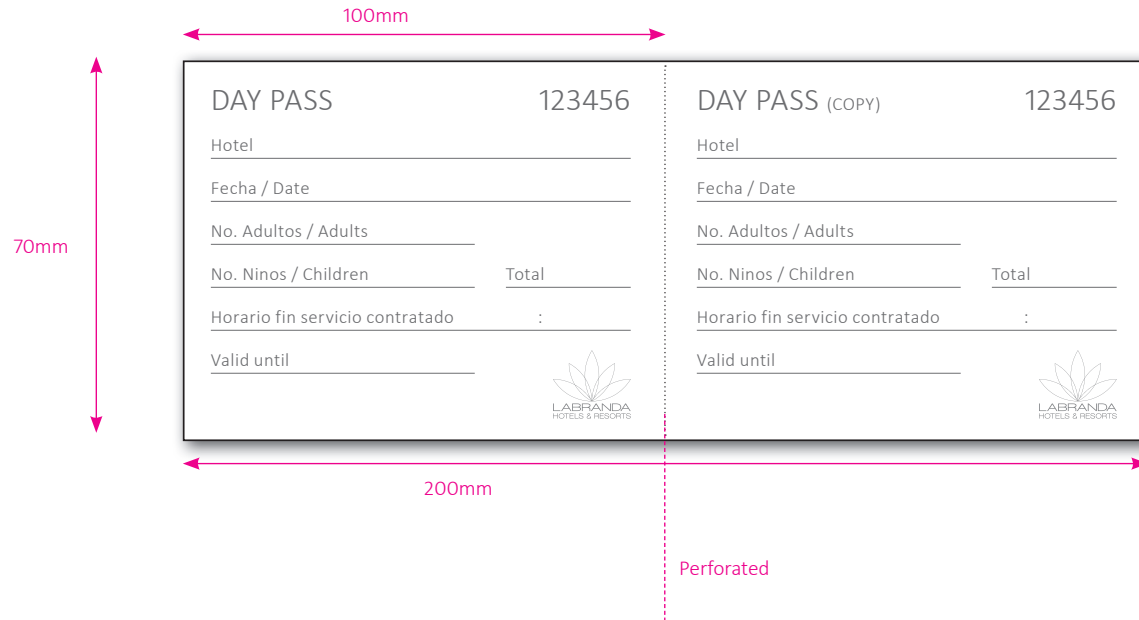 100mm
70mm
DAY PASS 123456
Hotel
Fecha / Date
No. Adultos / Adults
No. Ninos / Children Total
Horario fin servicio contratado :
Valid until
LABRANDA
HOTELS & RESORTS
DAY PASS (COPY) 123456
Hotel
Fecha / Date
No. Adultos / Adults
No. Ninos / Children Total
Horario fin servicio contratado :
Valid until
LABRANDA
HOTELS & RESORTS
200mm
Perforated